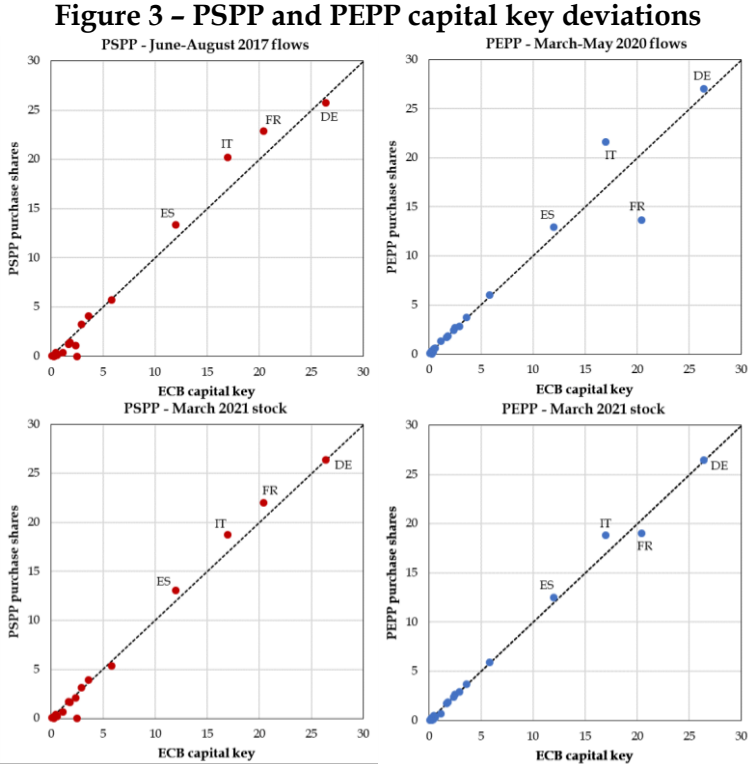 Figure 3 – PSPP and PEPP capital key deviations
PSPP - June-August 2017 flows
30
25
20
15
10
5
0
0 5 10 15 20 25 30
PSPP purchase shares
ECB capital key
ES
IT
FR
DE
PEPP - March-May 2020 flows
30
25
20
15
10
5
0
0 5 10 15 20 25 30
PEPP purchase shares
ECB capital key
ES
IT
FR
DE
PSPP - March 2021 stock
30
25
20
15
10
5
0
0 5 10 15 20 25 30
PSPP purchase shares
ECB capital key
ES
IT
FR
DE
PEPP - March 2021 stock
30
25
20
15
10
5
0
0 5 10 15 20 25 30
PEPP purchase shares
ECB capital key
ES
IT
FR
DE